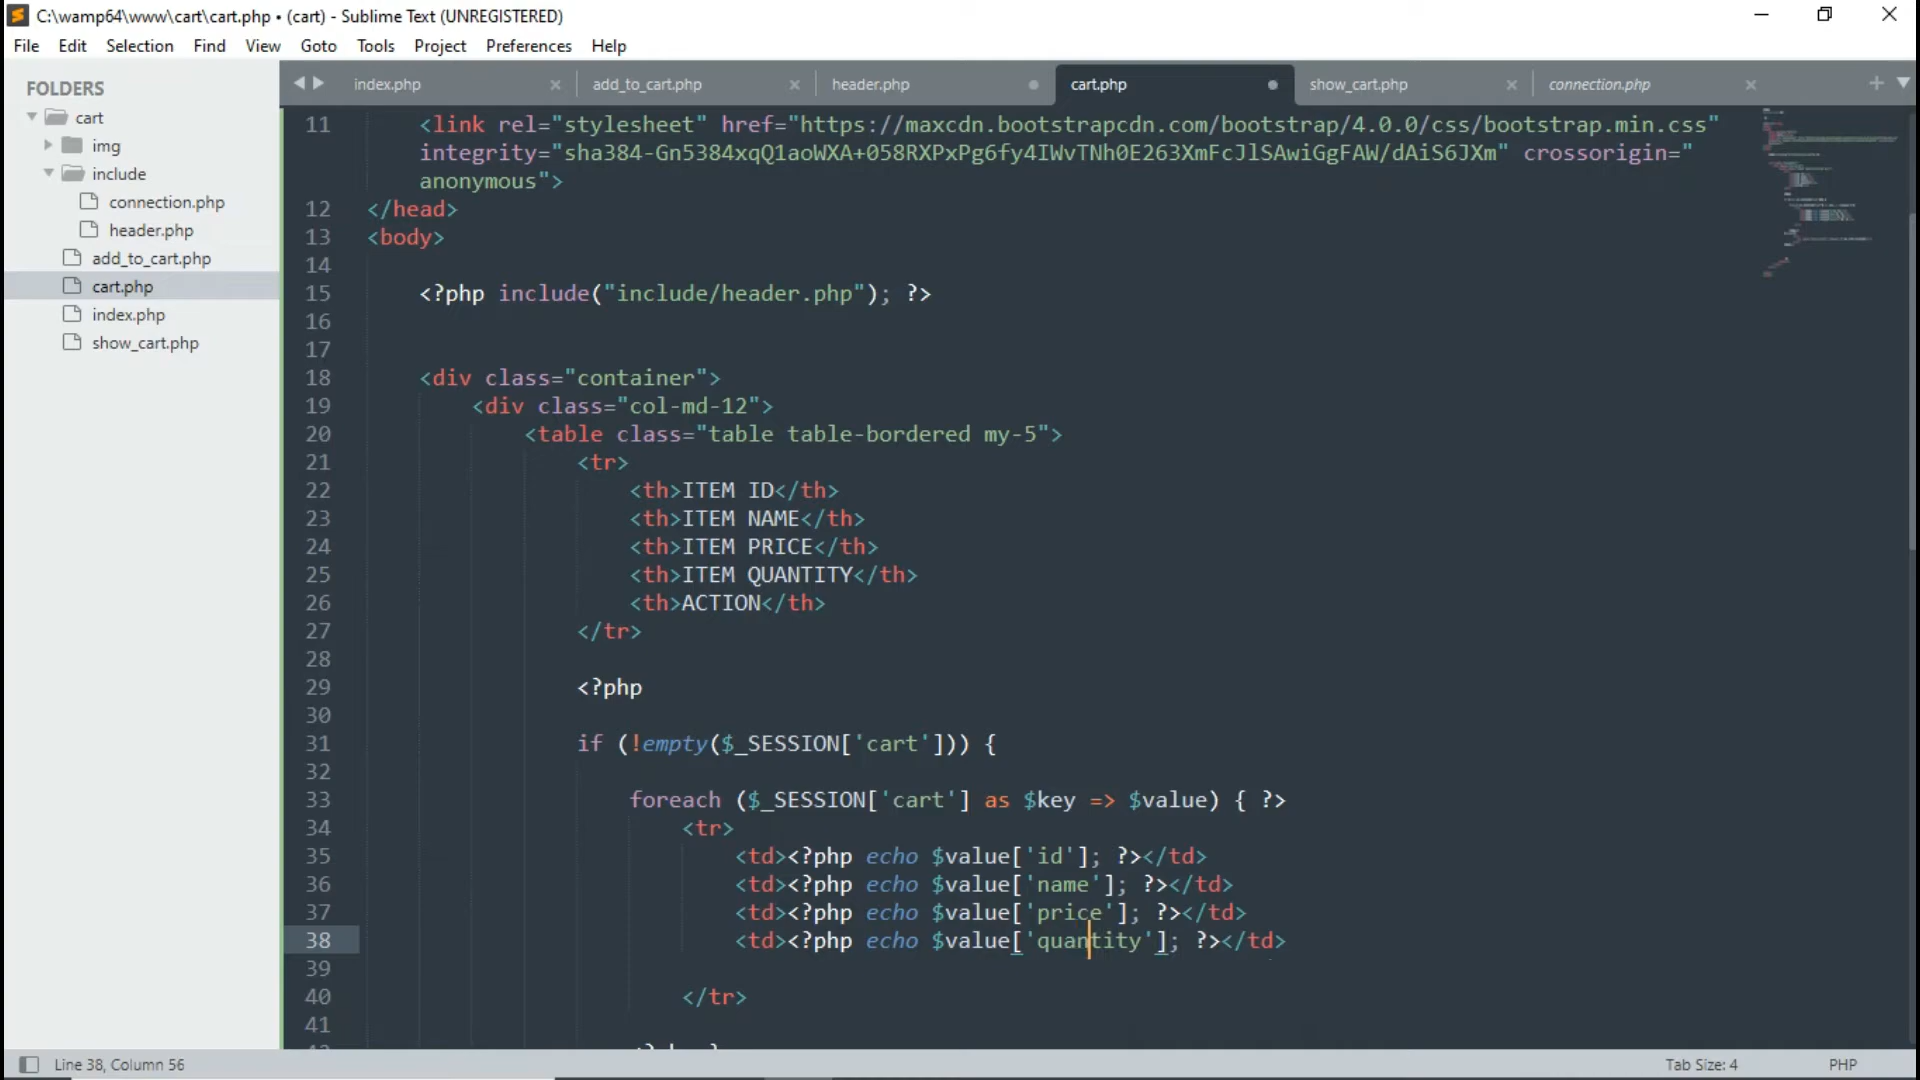 C:\wamp64\www\cart\cart.php • (cart) - Sublime Text (UNREGISTERED)
File Edit Selection Find View Goto Tools Project Preferences Help
FOLDERS
cart
img
include
connection.php
header.php
add_to_cart.php
cart.php
index.php
show_cart.php
index.php add_to_cart.php header.php cart.php show_cart.php connection.php
11 <link rel="stylesheet" href="https://maxcdn.bootstrapcdn.com/bootstrap/4.0.0/css/bootstrap.min.css"
integrity="sha384-Gn5384xqQ1aoWXA+058RXPxPg6fy4IWvTNh0E263XmFcJlSAwiGgFAW/dAiS6JXm" crossorigin="
anonymous">
12 </head>
13 <body>
14
15 <?php include("include/header.php"); ?>
16
17
18 <div class="container">
19 <div class="col-md-12">
20 <table class="table table-bordered my-5">
21 <tr>
22 <th>ITEM ID</th>
23 <th>ITEM NAME</th>
24 <th>ITEM PRICE</th>
25 <th>ITEM QUANTITY</th>
26 <th>ACTION</th>
27 </tr>
28
29 <?php
30
31 if (!empty($_SESSION['cart'])) {
32
33 foreach ($_SESSION['cart'] as $key => $value) { ?>
34 <tr>
35 <td><?php echo $value['id']; ?></td>
36 <td><?php echo $value['name']; ?></td>
37 <td><?php echo $value['price']; ?></td>
38 <td><?php echo $value['quantity']; ?></td>
39
40 </tr>
41
Line 38, Column 56 Tab Size: 4 PHP